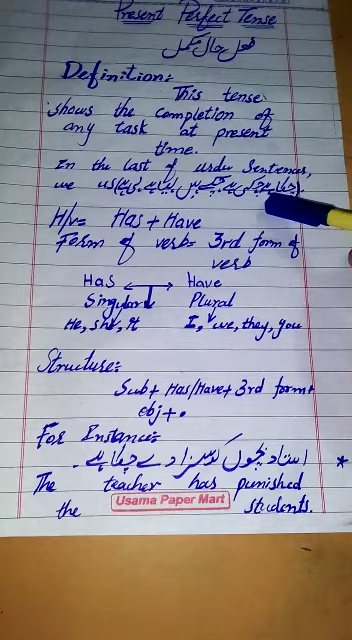 Present Perfect Tense
فعل حال مکمل
Definition:
This tense
shows the completion of
any task at present
time.
In the last of urdu Sentences,
we us
H/v= Has + Have
Form of verb= 3rd form of
verb
Has ↔ Have
Singular Plural
He, she, it I, we, they, you
Structure:
Sub + Has/Have + 3rd form +
obj + .
For Instance:
استاد بچوں کو سزا دے چکا ہے ۔
*
The teacher has punished
the students.
Usama Paper Mart